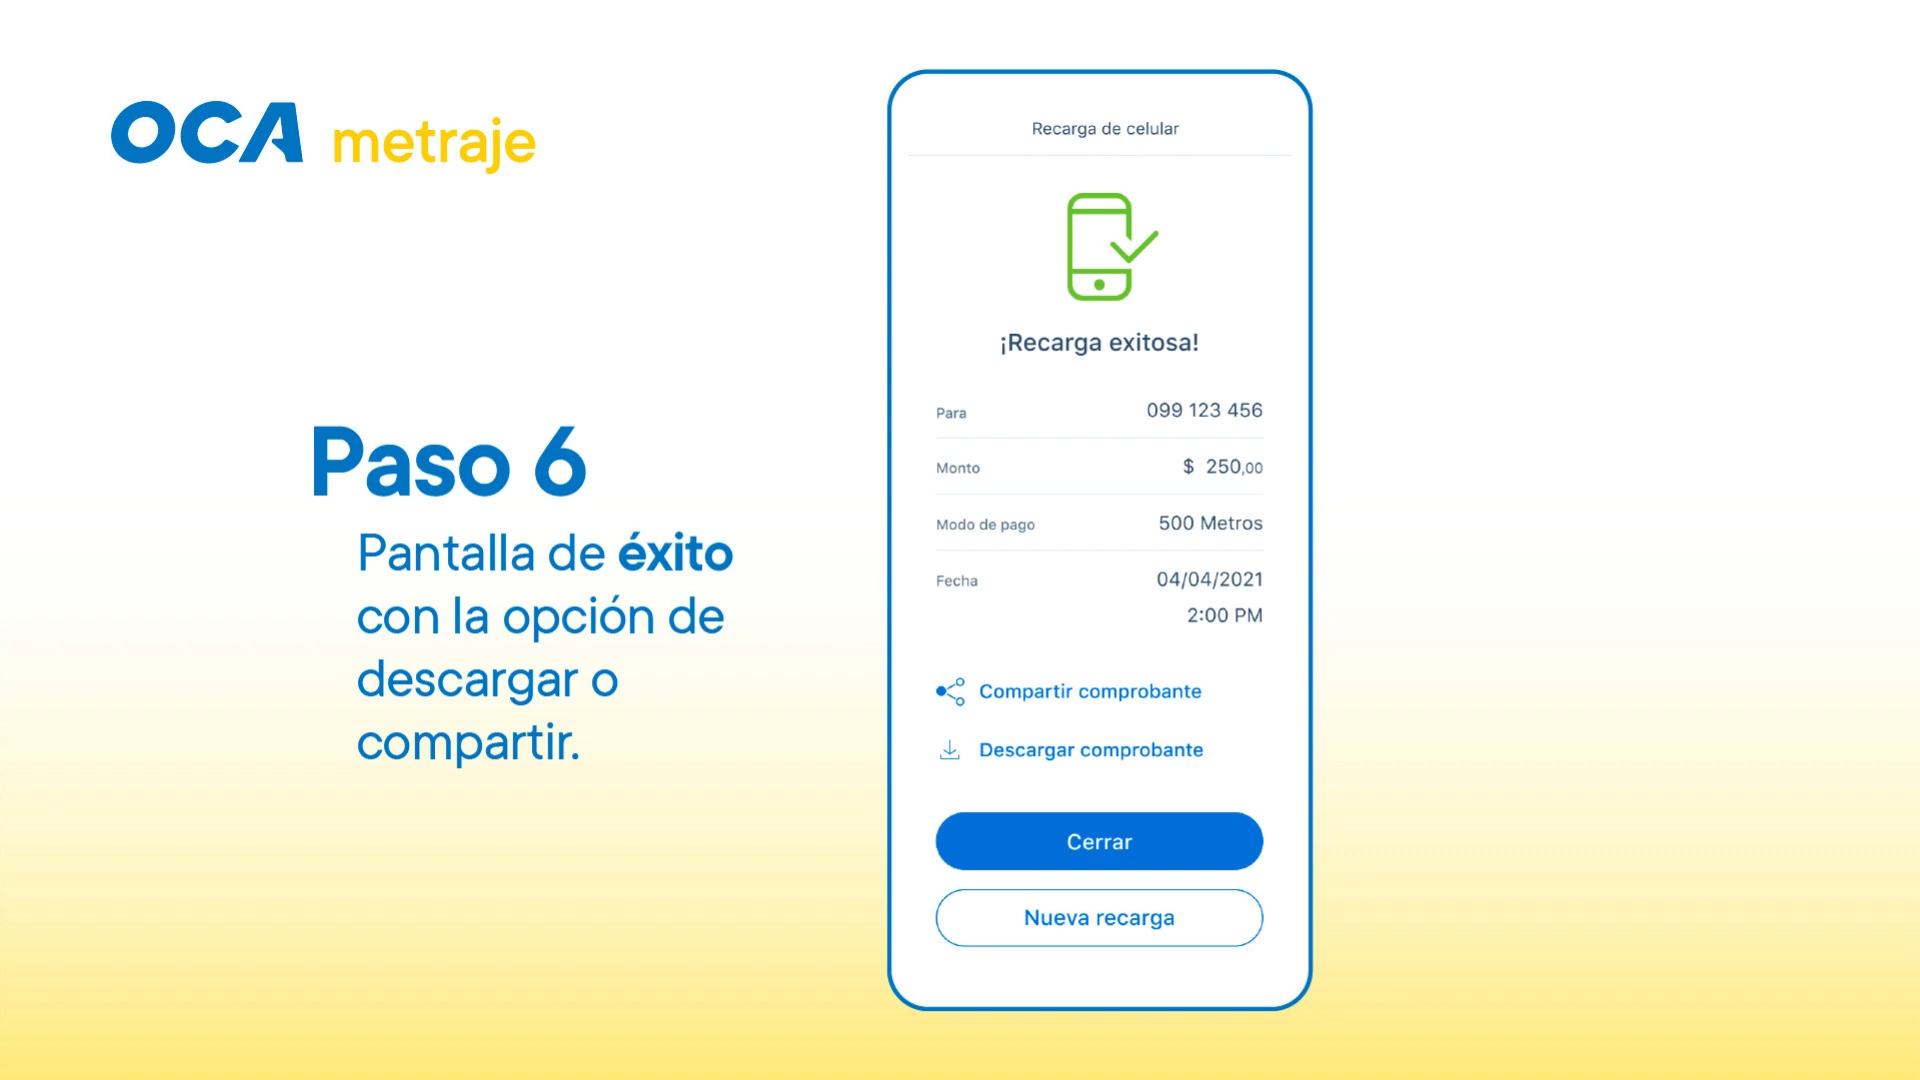 OCA metraje
Paso 6
Pantalla de éxito
con la opción de
descargar o
compartir.
Recarga de celular
¡Recarga exitosa!
Para 099 123 456
Monto $ 250,00
Modo de pago 500 Metros
Fecha 04/04/2021
2:00 PM
Compartir comprobante
Descargar comprobante
Cerrar
Nueva recarga